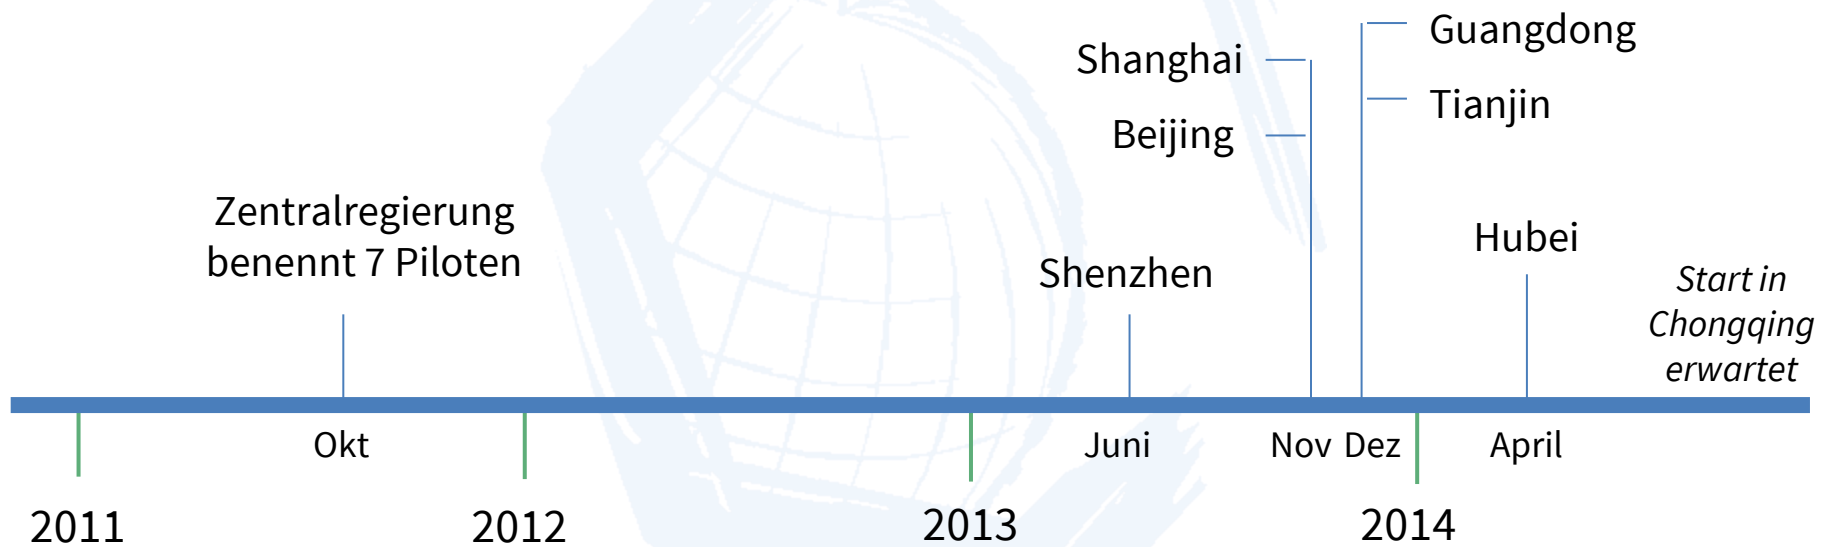 Guangdong
Shanghai
Tianjin
Beijing
Zentralregierung
benennt 7 Piloten
Shenzhen
Hubei
Start in
Chongqing
erwartet
Okt
Juni
Nov Dez
April
2011
2012
2013
2014